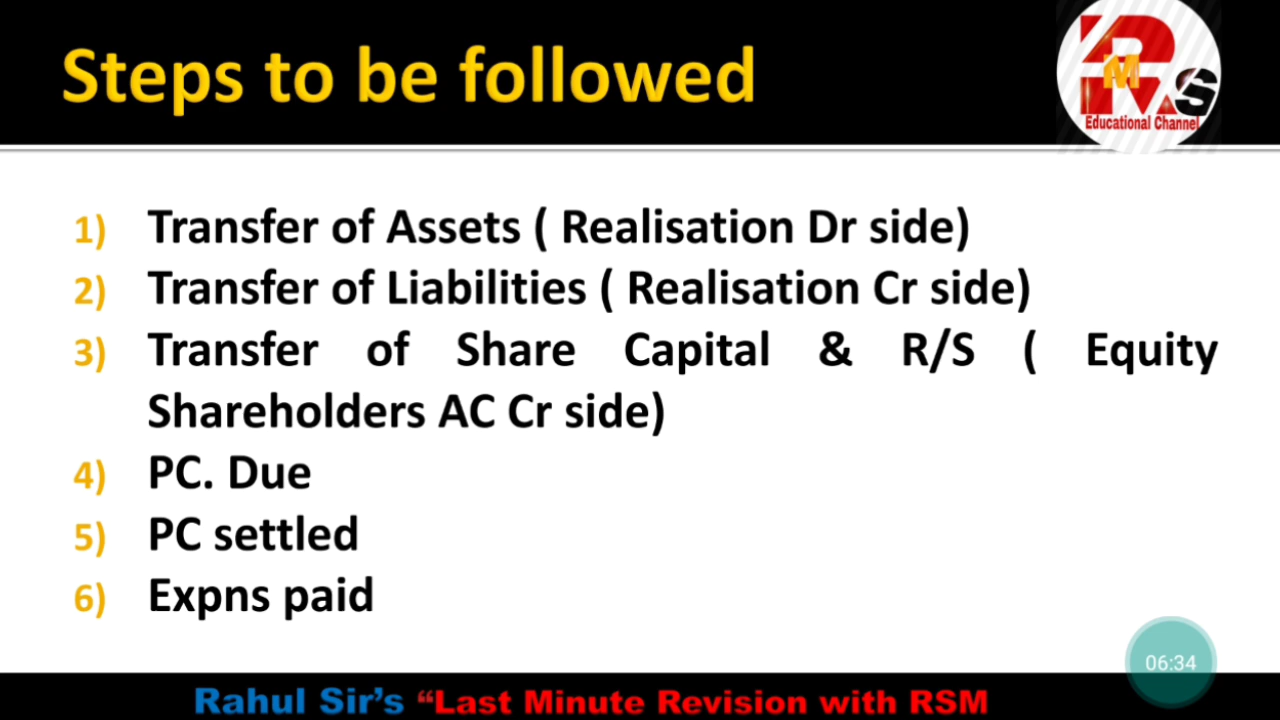 Steps to be followed
RMS
Educational Channel
1) Transfer of Assets ( Realisation Dr side)
2) Transfer of Liabilities ( Realisation Cr side)
3) Transfer of Share Capital & R/S ( Equity
Shareholders AC Cr side)
4) PC. Due
5) PC settled
6) Expns paid
06:34
Rahul Sir's “Last Minute Revision with RSM